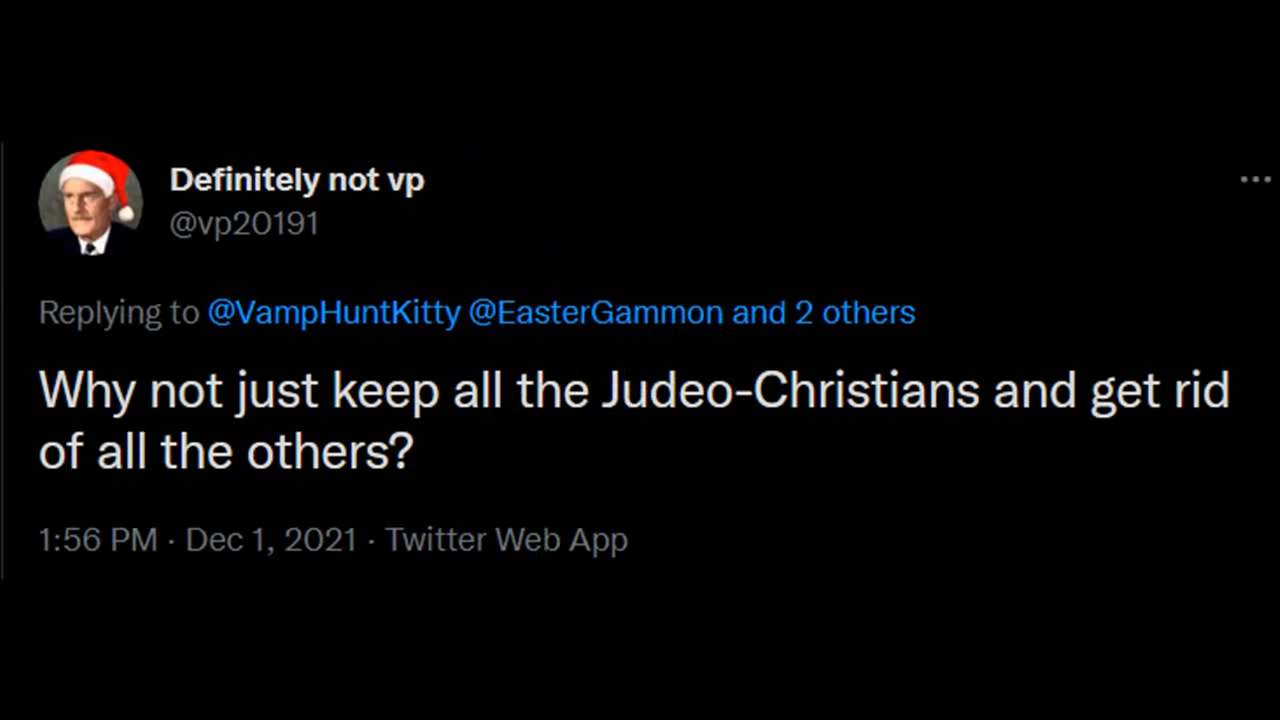 Definitely not vp
@vp20191
Replying to @VampHuntKitty @EasterGammon and 2 others
Why not just keep all the Judeo-Christians and get rid
of all the others?
1:56 PM · Dec 1, 2021 · Twitter Web App